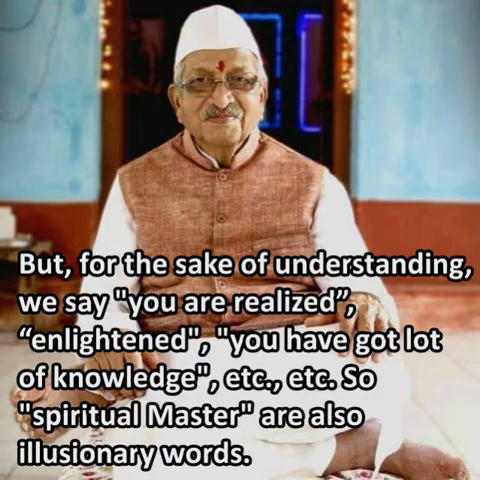 But, for the sake of understanding,
we say "you are realized”,
“enlightened", "you have got lot
of knowledge", etc., etc. So
"spiritual Master" are also
illusionary words.